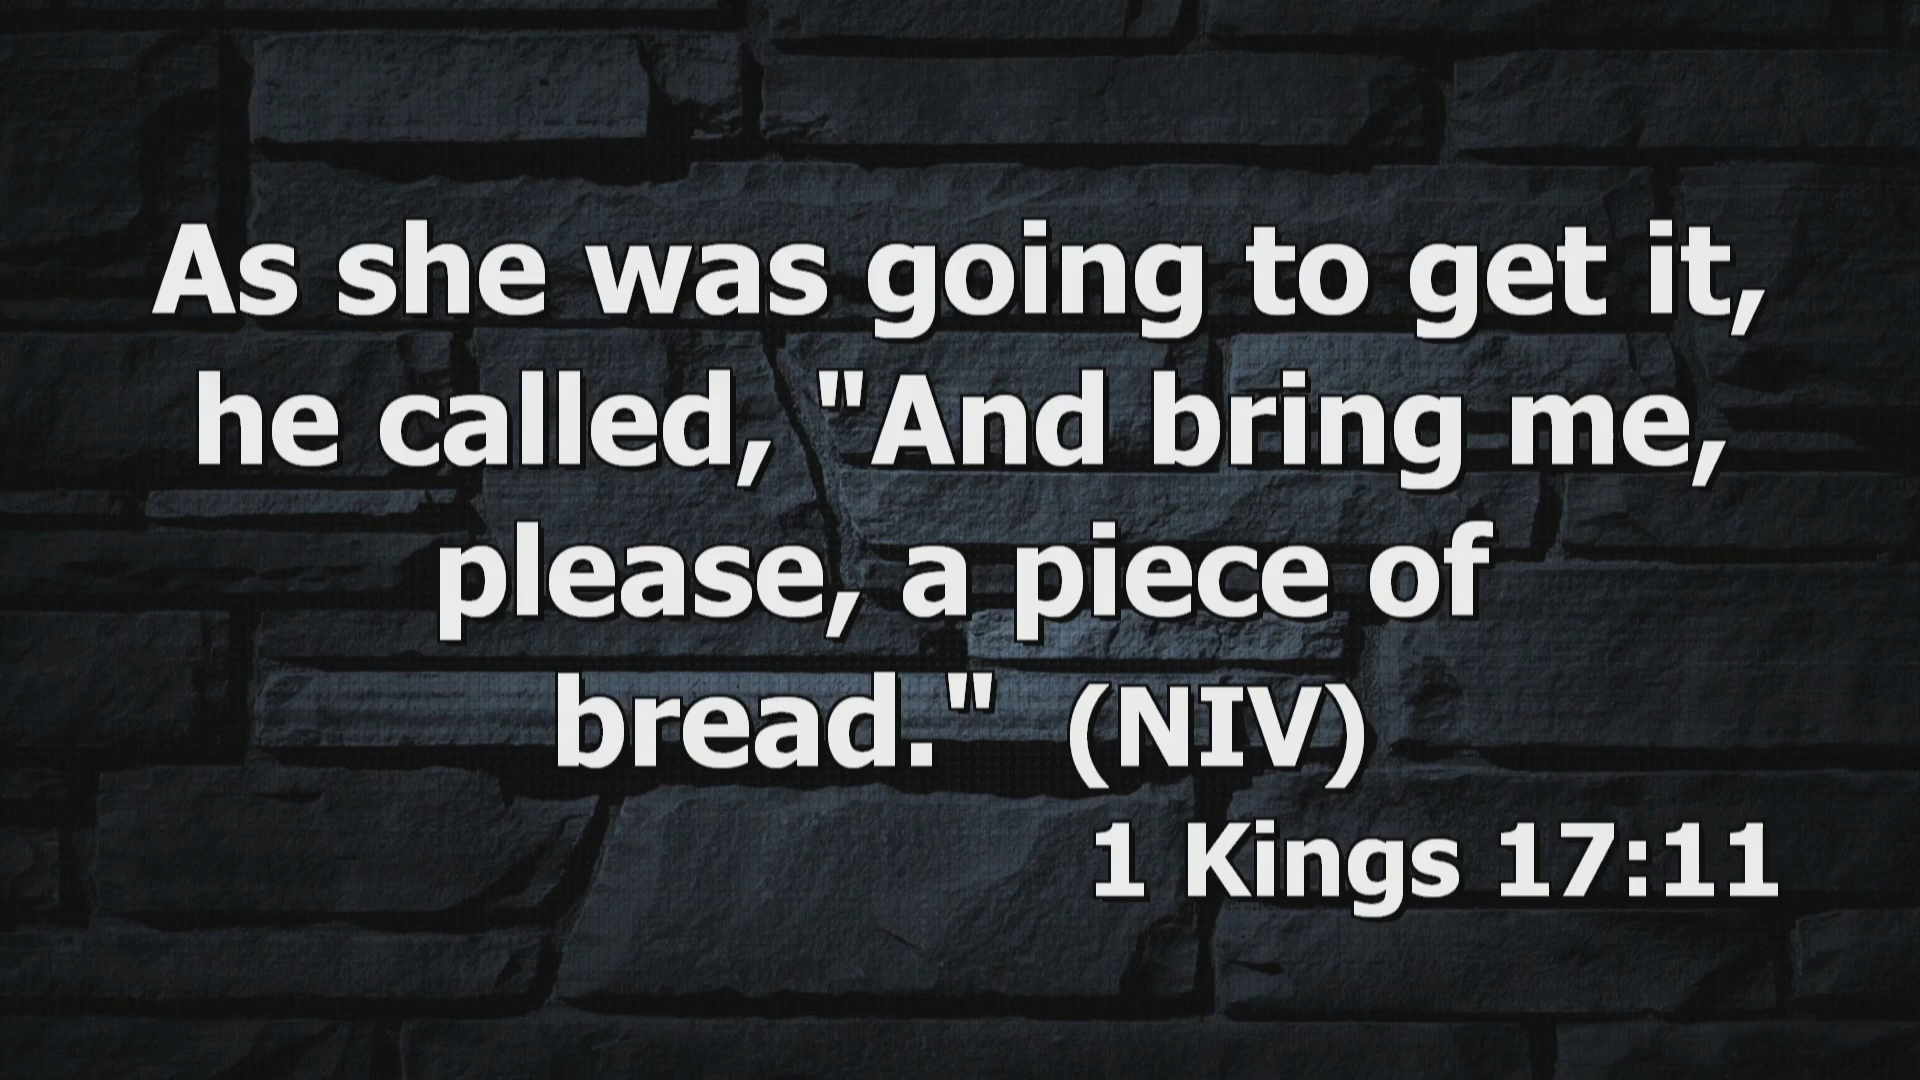 As she was going to get it,
he called, "And bring me,
please, a piece of
bread." (NIV)
1 Kings 17:11